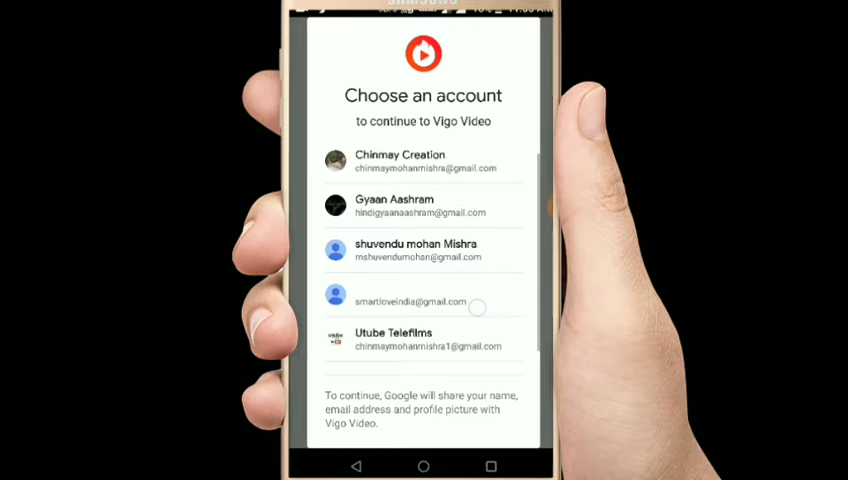 SAMSUNG
Choose an account
to continue to Vigo Video
Chinmay Creation
chinmaymohanmishra@gmail.com
Gyaan Aashram
hindigyaanaashram@gmail.com
shuvendu mohan Mishra
mshuvendumohan@gmail.com
smartloveindia@gmail.com
Utube Telefilms
chinmaymohanmishra1@gmail.com
To continue, Google will share your name,
email address and profile picture with
Vigo Video.